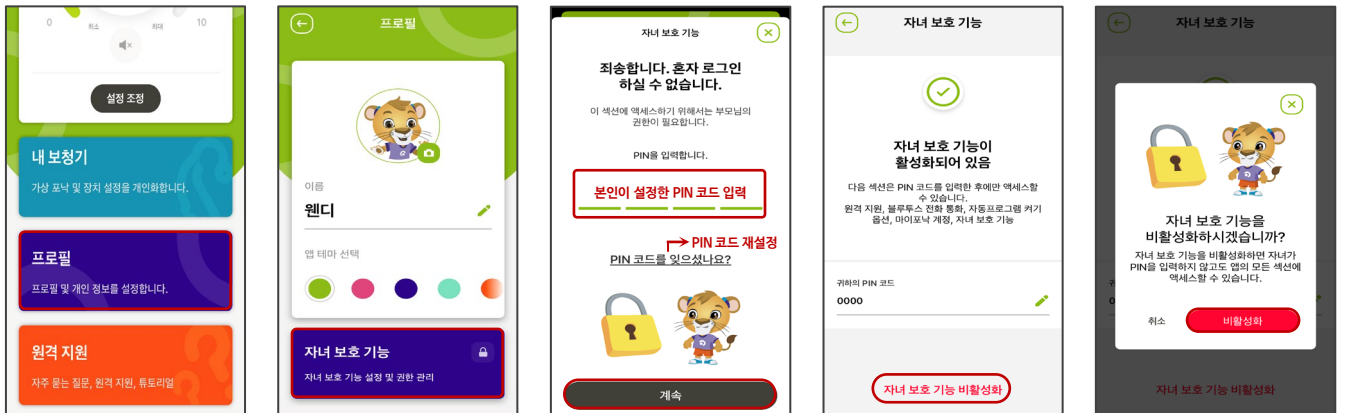 0
최소
최대
10
설정 조정
내 보청기
가상 포낙 및 장치 설정을 개인화합니다.
프로필
프로필 및 개인 정보를 설정합니다.
원격 지원
자주 묻는 질문, 원격 지원, 튜토리얼
프로필
이름
웬디
앱 테마 선택
자녀 보호 기능
자녀 보호 기능 설정 및 권한 관리
자녀 보호 기능
죄송합니다. 혼자 로그인
하실 수 없습니다.
이 섹션에 액세스하기 위해서는 부모님의
권한이 필요합니다.
PIN을 입력합니다.
본인이 설정한 PIN 코드 입력
PIN 코드 재설정
PIN 코드를 잊으셨나요?
계속
자녀 보호 기능
자녀 보호 기능이
활성화되어 있음
다음 섹션은 PIN 코드를 입력한 후에만 액세스할
수 있습니다.
원격 지원, 블루투스 전화 통화, 자동프로그램 켜기
옵션, 마이포낙 계정, 자녀 보호 기능
귀하의 PIN 코드
0000
자녀 보호 기능 비활성화
자녀 보호 기능
자녀 보호 기능을
비활성화하시겠습니까?
자녀 보호 기능을 비활성화하면 자녀가
PIN을 입력하지 않고도 앱의 모든 섹션에
액세스할 수 있습니다.
취소
비활성화
자녀 보호 기능 비활성화